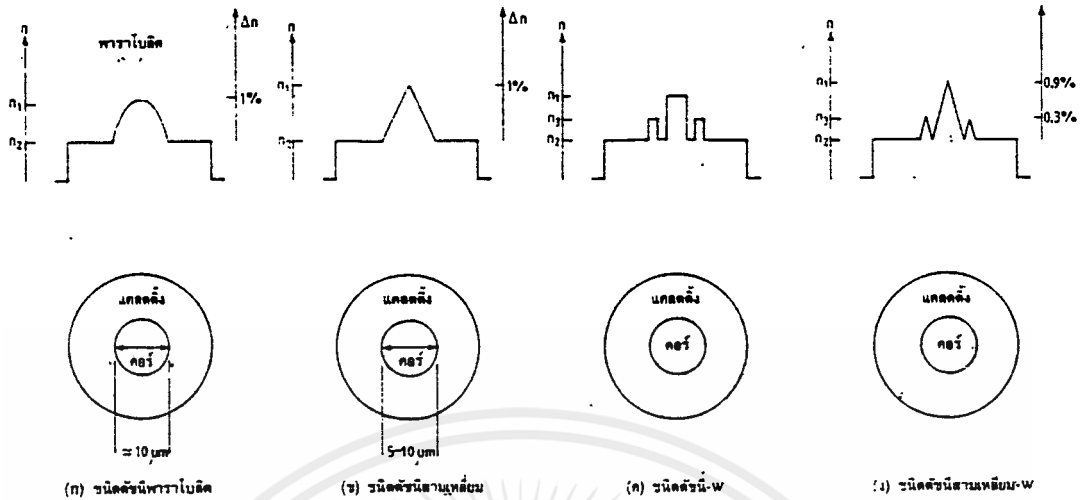 n
Δn
พาราโบลิค
n₁
1%
n₂
n
Δn
n₁
1%
n
n₁
n₃
n₂
n
n₁
0.9%
n₃
0.3%
n₂
แคลดดิ้ง
คอร์
≈ 10 µm
แคลดดิ้ง
คอร์
5-10 µm
แคลดดิ้ง
คอร์
แคลดดิ้ง
คอร์
(ก) ชนิดดัชนีพาราโบลิค
(ข) ชนิดดัชนีสามเหลี่ยม
(ค) ชนิดดัชนี-W
(ง) ชนิดดัชนีสามเหลี่ยม-W